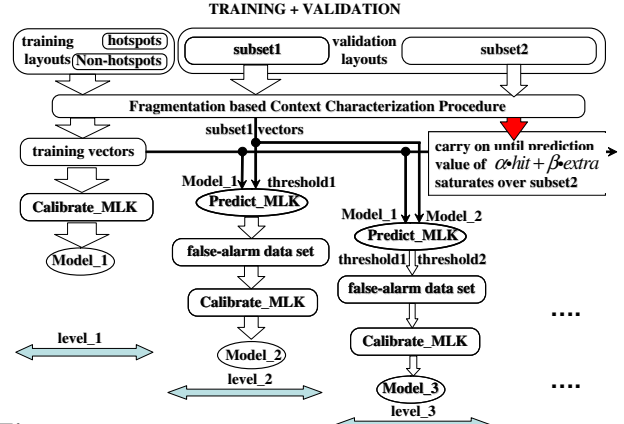 TRAINING + VALIDATION
training
layouts
hotspots
Non-hotspots
subset1
validation
layouts
subset2
Fragmentation based Context Characterization Procedure
subset1 vectors
training vectors
carry on until prediction
value of α•hit + β•extra
saturates over subset2
Model_1
threshold1
Calibrate_MLK
Predict_MLK
Model_1
Model_2
Predict_MLK
Model_1
false-alarm data set
threshold1
threshold2
false-alarm data set
Calibrate_MLK
....
level_1
Model_2
Calibrate_MLK
level_2
Model_3
....
level_3